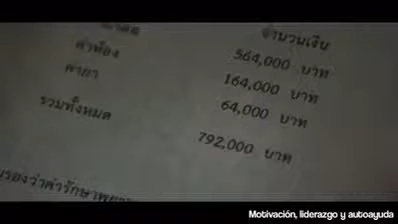 จำนวนเงิน
564,000 บาท
ค่าห้อง 164,000 บาท
ค่ายา 64,000 บาท
รวมทั้งหมด 792,000 บาท
Motivación, liderazgo y autoayuda